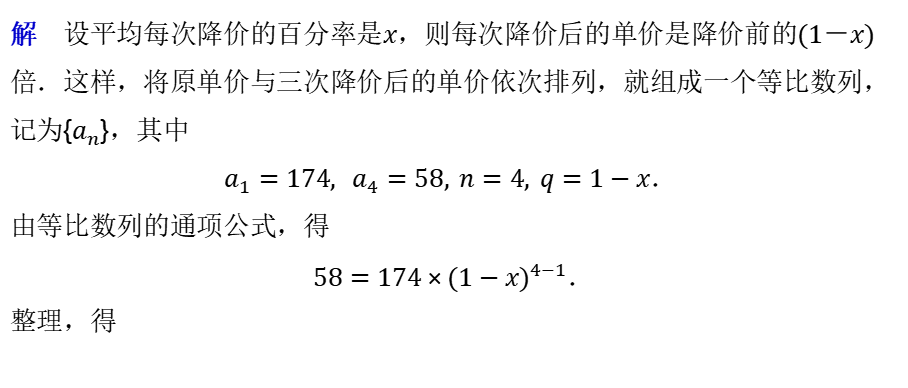 解 设平均每次降价的百分率是x，则每次降价后的单价是降价前的(1－x)
倍．这样，将原单价与三次降价后的单价依次排列，就组成一个等比数列，
记为{aₙ}，其中
a₁ = 174, a₄ = 58, n = 4, q = 1 − x.
由等比数列的通项公式，得
58 = 174 × (1 − x)⁴⁻¹.
整理，得